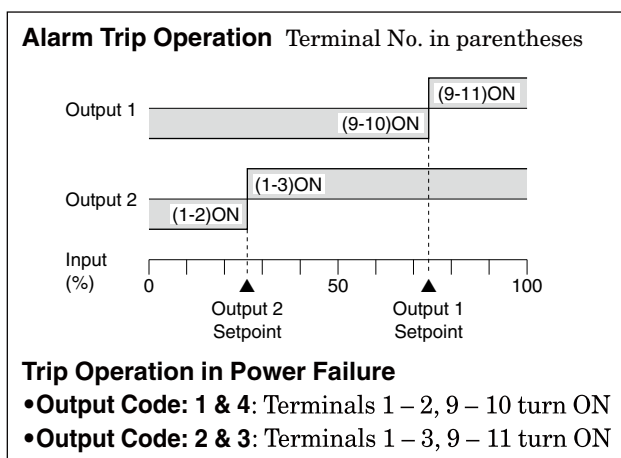 Alarm Trip Operation Terminal No. in parentheses
(9-11)ON
Output 1
(9-10)ON
(1-3)ON
Output 2
(1-2)ON
Input
(%)
0 50 100
Output 2
Setpoint
Output 1
Setpoint
Trip Operation in Power Failure
•Output Code: 1 & 4: Terminals 1 – 2, 9 – 10 turn ON
•Output Code: 2 & 3: Terminals 1 – 3, 9 – 11 turn ON